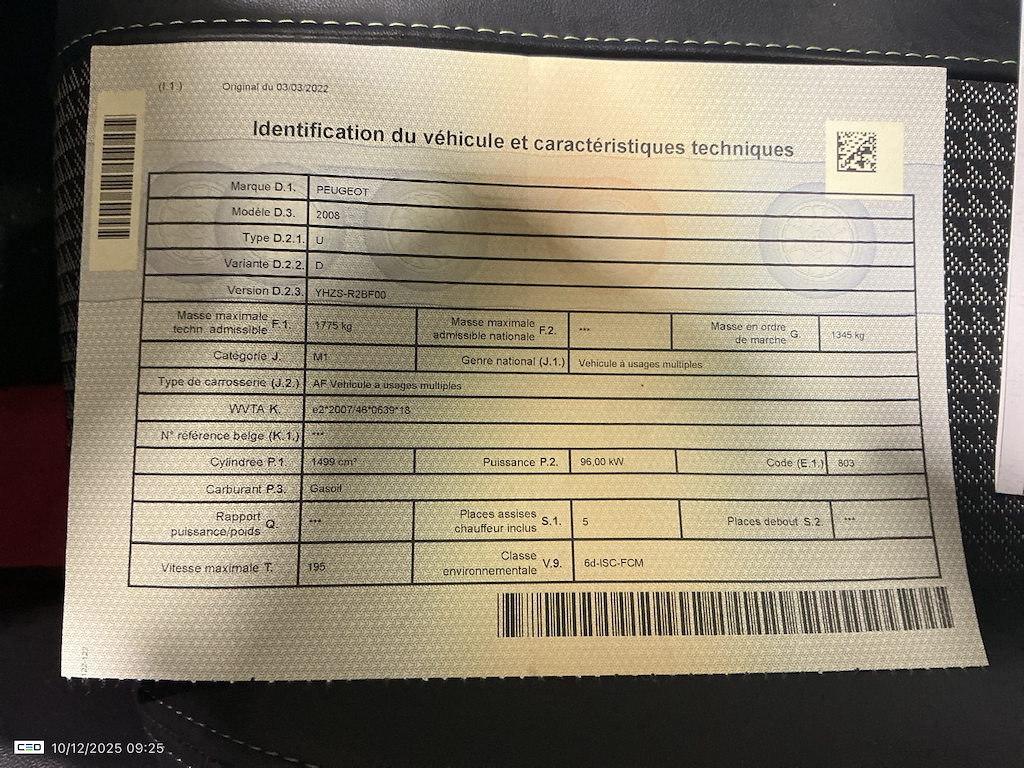 (I.1.) Original du 03/03/2022
Identification du véhicule et caractéristiques techniques
Marque D.1. PEUGEOT
Modèle D.3. 2008
Type D.2.1. U
Variante D.2.2. D
Version D.2.3. YHZS-R2BF00
Masse maximale techn. admissible F.1. 1775 kg Masse maximale admissible nationale F.2. *** Masse en ordre de marche G. 1345 kg
Catégorie J. M1 Genre national (J.1.) Véhicule à usages multiples
Type de carrosserie (J.2.) AF Véhicule à usages multiples
WVTA K. e2*2007/46*0639*18
N° référence belge (K.1.) ***
Cylindrée P.1. 1499 cm³ Puissance P.2. 96,00 kW Code (E.1.) 803
Carburant P.3. Gasoil
Rapport puissance/poids Q. *** Places assises chauffeur inclus S.1. 5 Places debout S.2. ***
Vitesse maximale T. 195 Classe environnementale V.9. 6d-ISC-FCM
CEO 10/12/2025 09:25